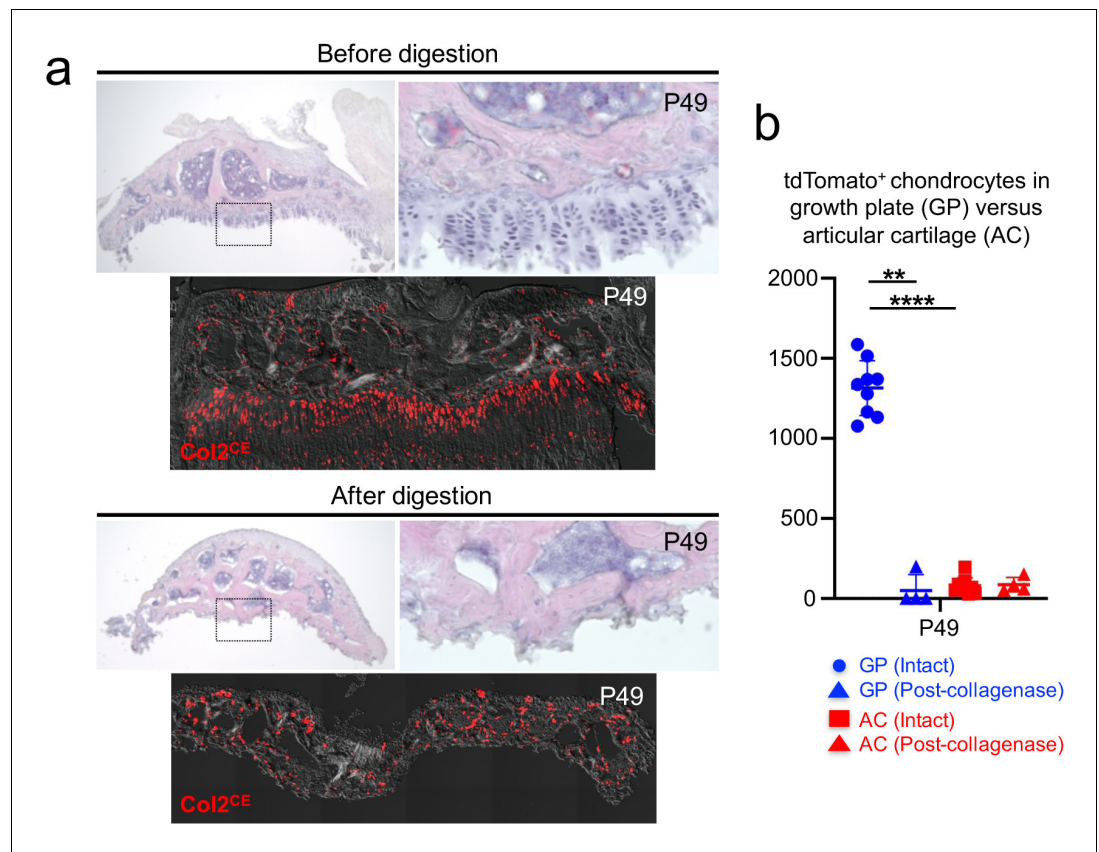 a
Before digestion
P49
P49
Col2CE
After digestion
P49
P49
Col2CE
b
tdTomato+ chondrocytes in
growth plate (GP) versus
articular cartilage (AC)
2000
1500
1000
500
0
**
****
P49
GP (Intact)
GP (Post-collagenase)
AC (Intact)
AC (Post-collagenase)